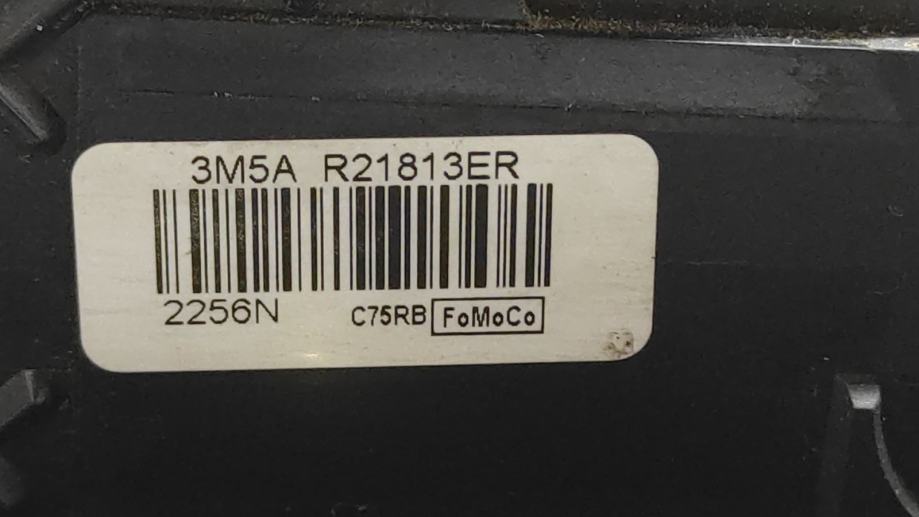 3M5A R21813ER
2256N C75RB FoMoCo